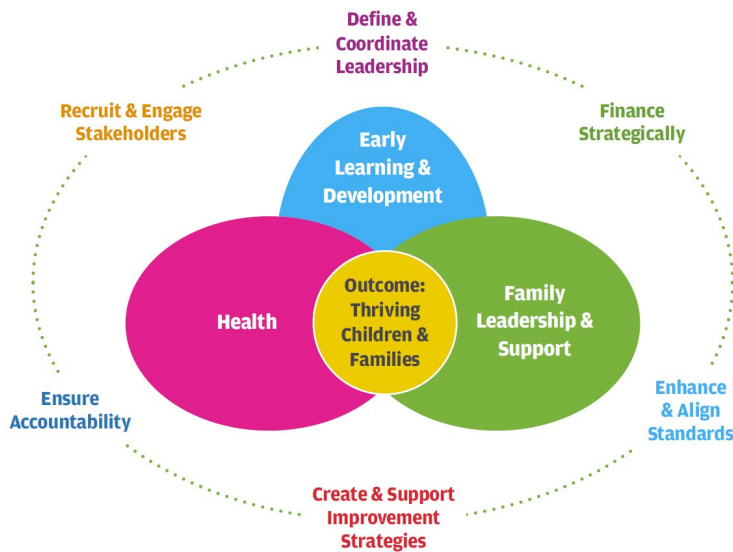 Define &
Coordinate
Leadership
Recruit & Engage
Stakeholders
Finance
Strategically
Early
Learning &
Development
Health
Outcome:
Thriving
Children &
Families
Family
Leadership &
Support
Ensure
Accountability
Enhance
& Align
Standards
Create & Support
Improvement
Strategies